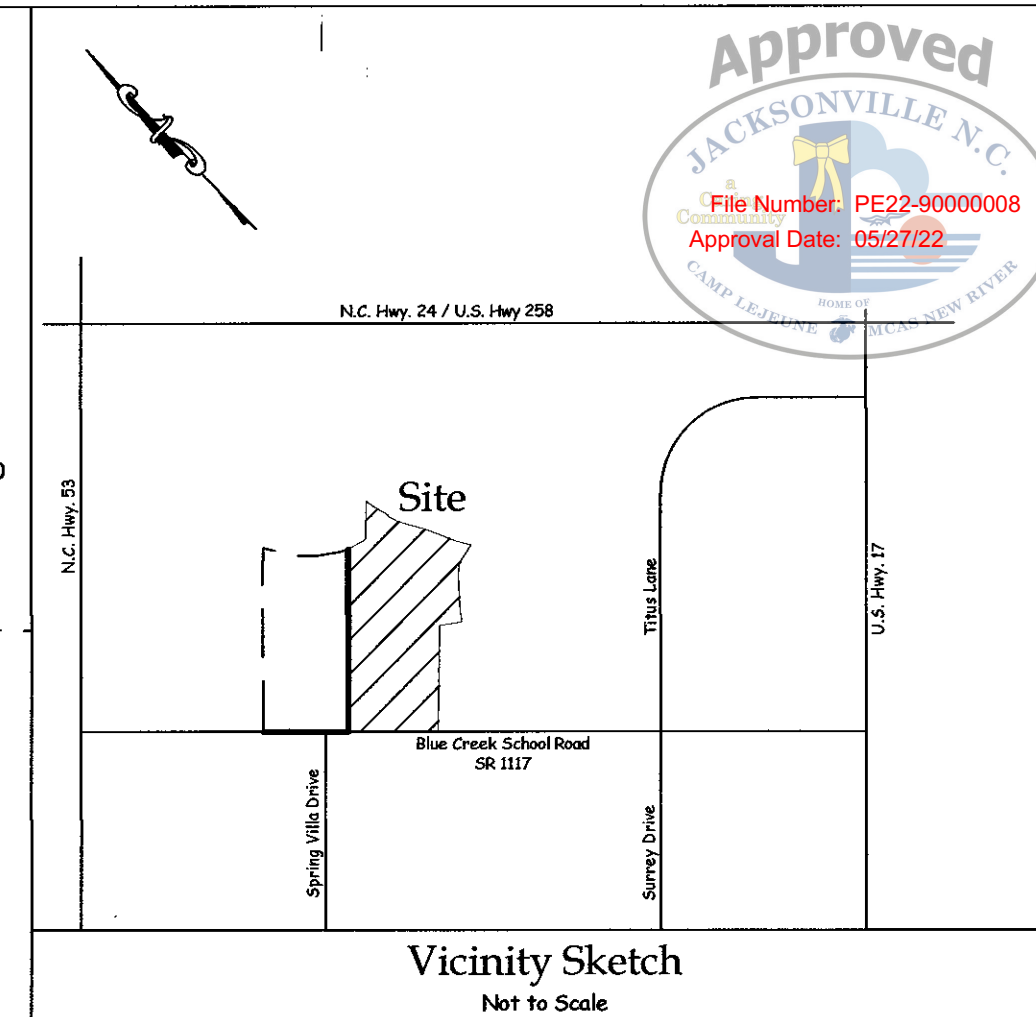 Approved
JACKSONVILLE N.C.
a
Caring
Community
File Number: PE22-90000008
Approval Date: 05/27/22
HOME OF
CAMP LEJEUNE MCAS NEW RIVER
N.C. Hwy. 24 / U.S. Hwy 258
N.C. Hwy. 53
Site
Titus Lane
U.S. Hwy. 17
Blue Creek School Road
SR 1117
Spring Villa Drive
Surrey Drive
Vicinity Sketch
Not to Scale